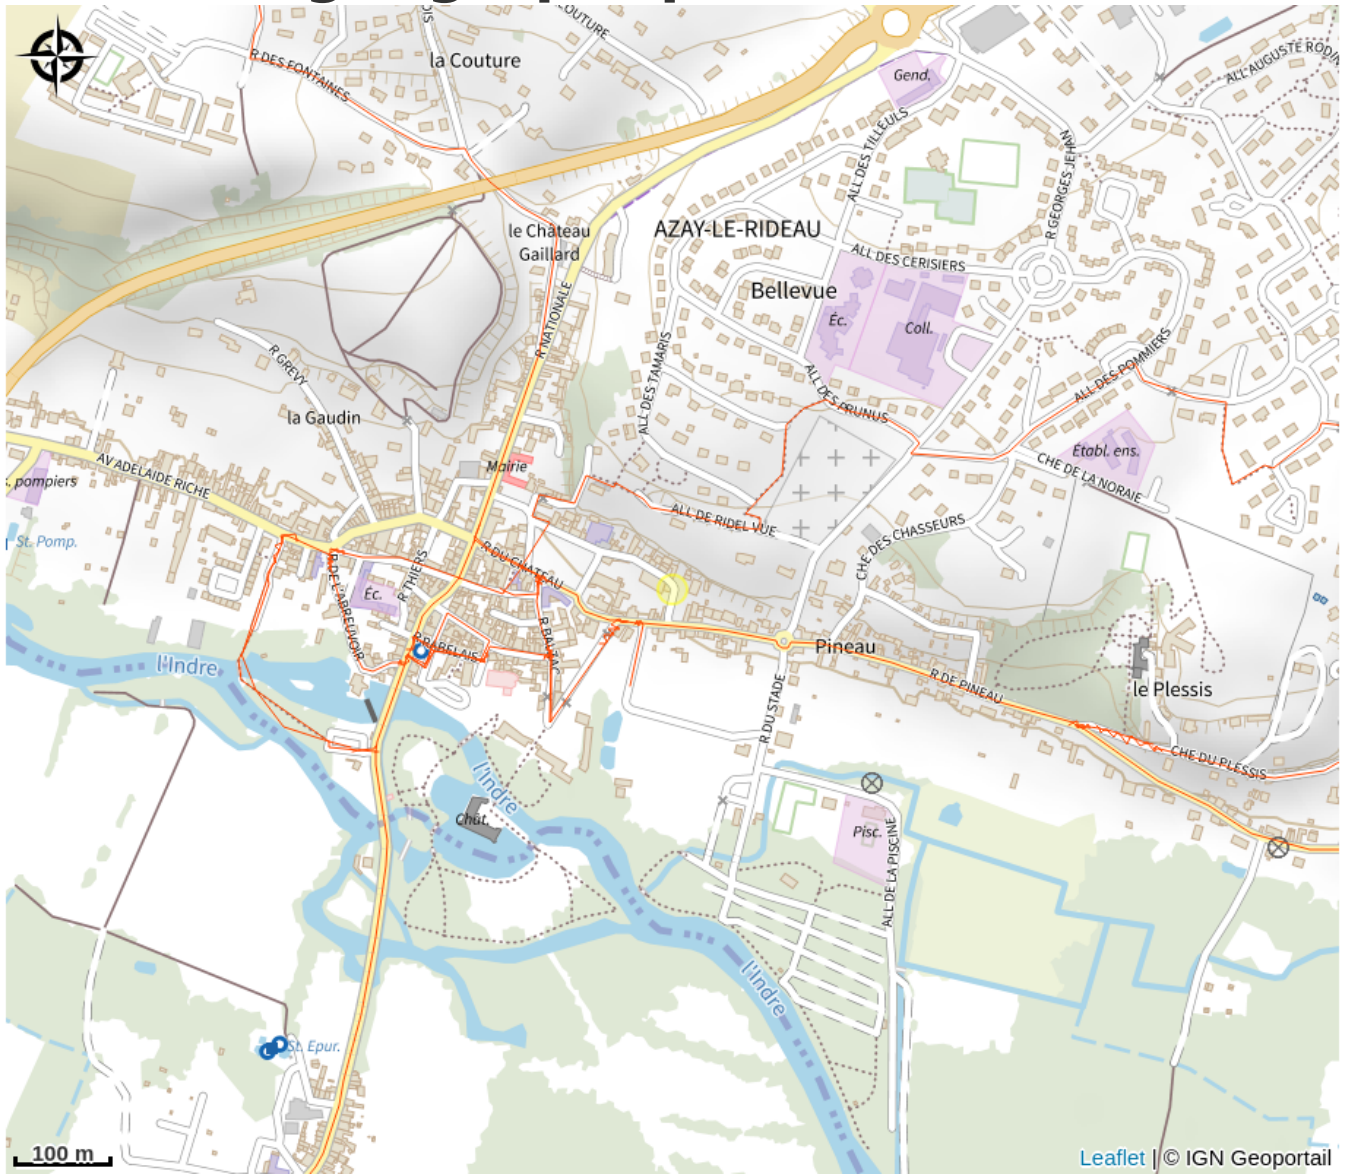 R DES FONTAINES
la Couture
Gend.
ALL AUGUSTE RODIN
ALL DES TILLEULS
R GEORGES JEHAN
le Château
Gaillard
AZAY-LE-RIDEAU
ALL DES CERISIERS
Bellevue
Éc.
Coll.
R NATIONALE
R GREVY
ALL DES TAMARIS
ALL DES PRUNUS
ALL DES POMMIERS
la Gaudin
Mairie
Établ. ens.
AV ADELAIDE RICHE
pompiers
CHE DE LA NORAIE
ALL DE RIDEL VUE
CHE DES CHASSEURS
St. Pomp.
R DU CHATEAU
R THIERS
R DE L'ABREUVOIR
Éc.
R RABELAIS
R BALZAC
Pineau
l'Indre
R DE PINEAU
le Plessis
R DU STADE
CHE DU PLESSIS
l'Indre
Chât.
Pisc.
ALL DE LA PISCINE
l'Indre
St. Epur.
100 m
Leaflet | © IGN Geoportail